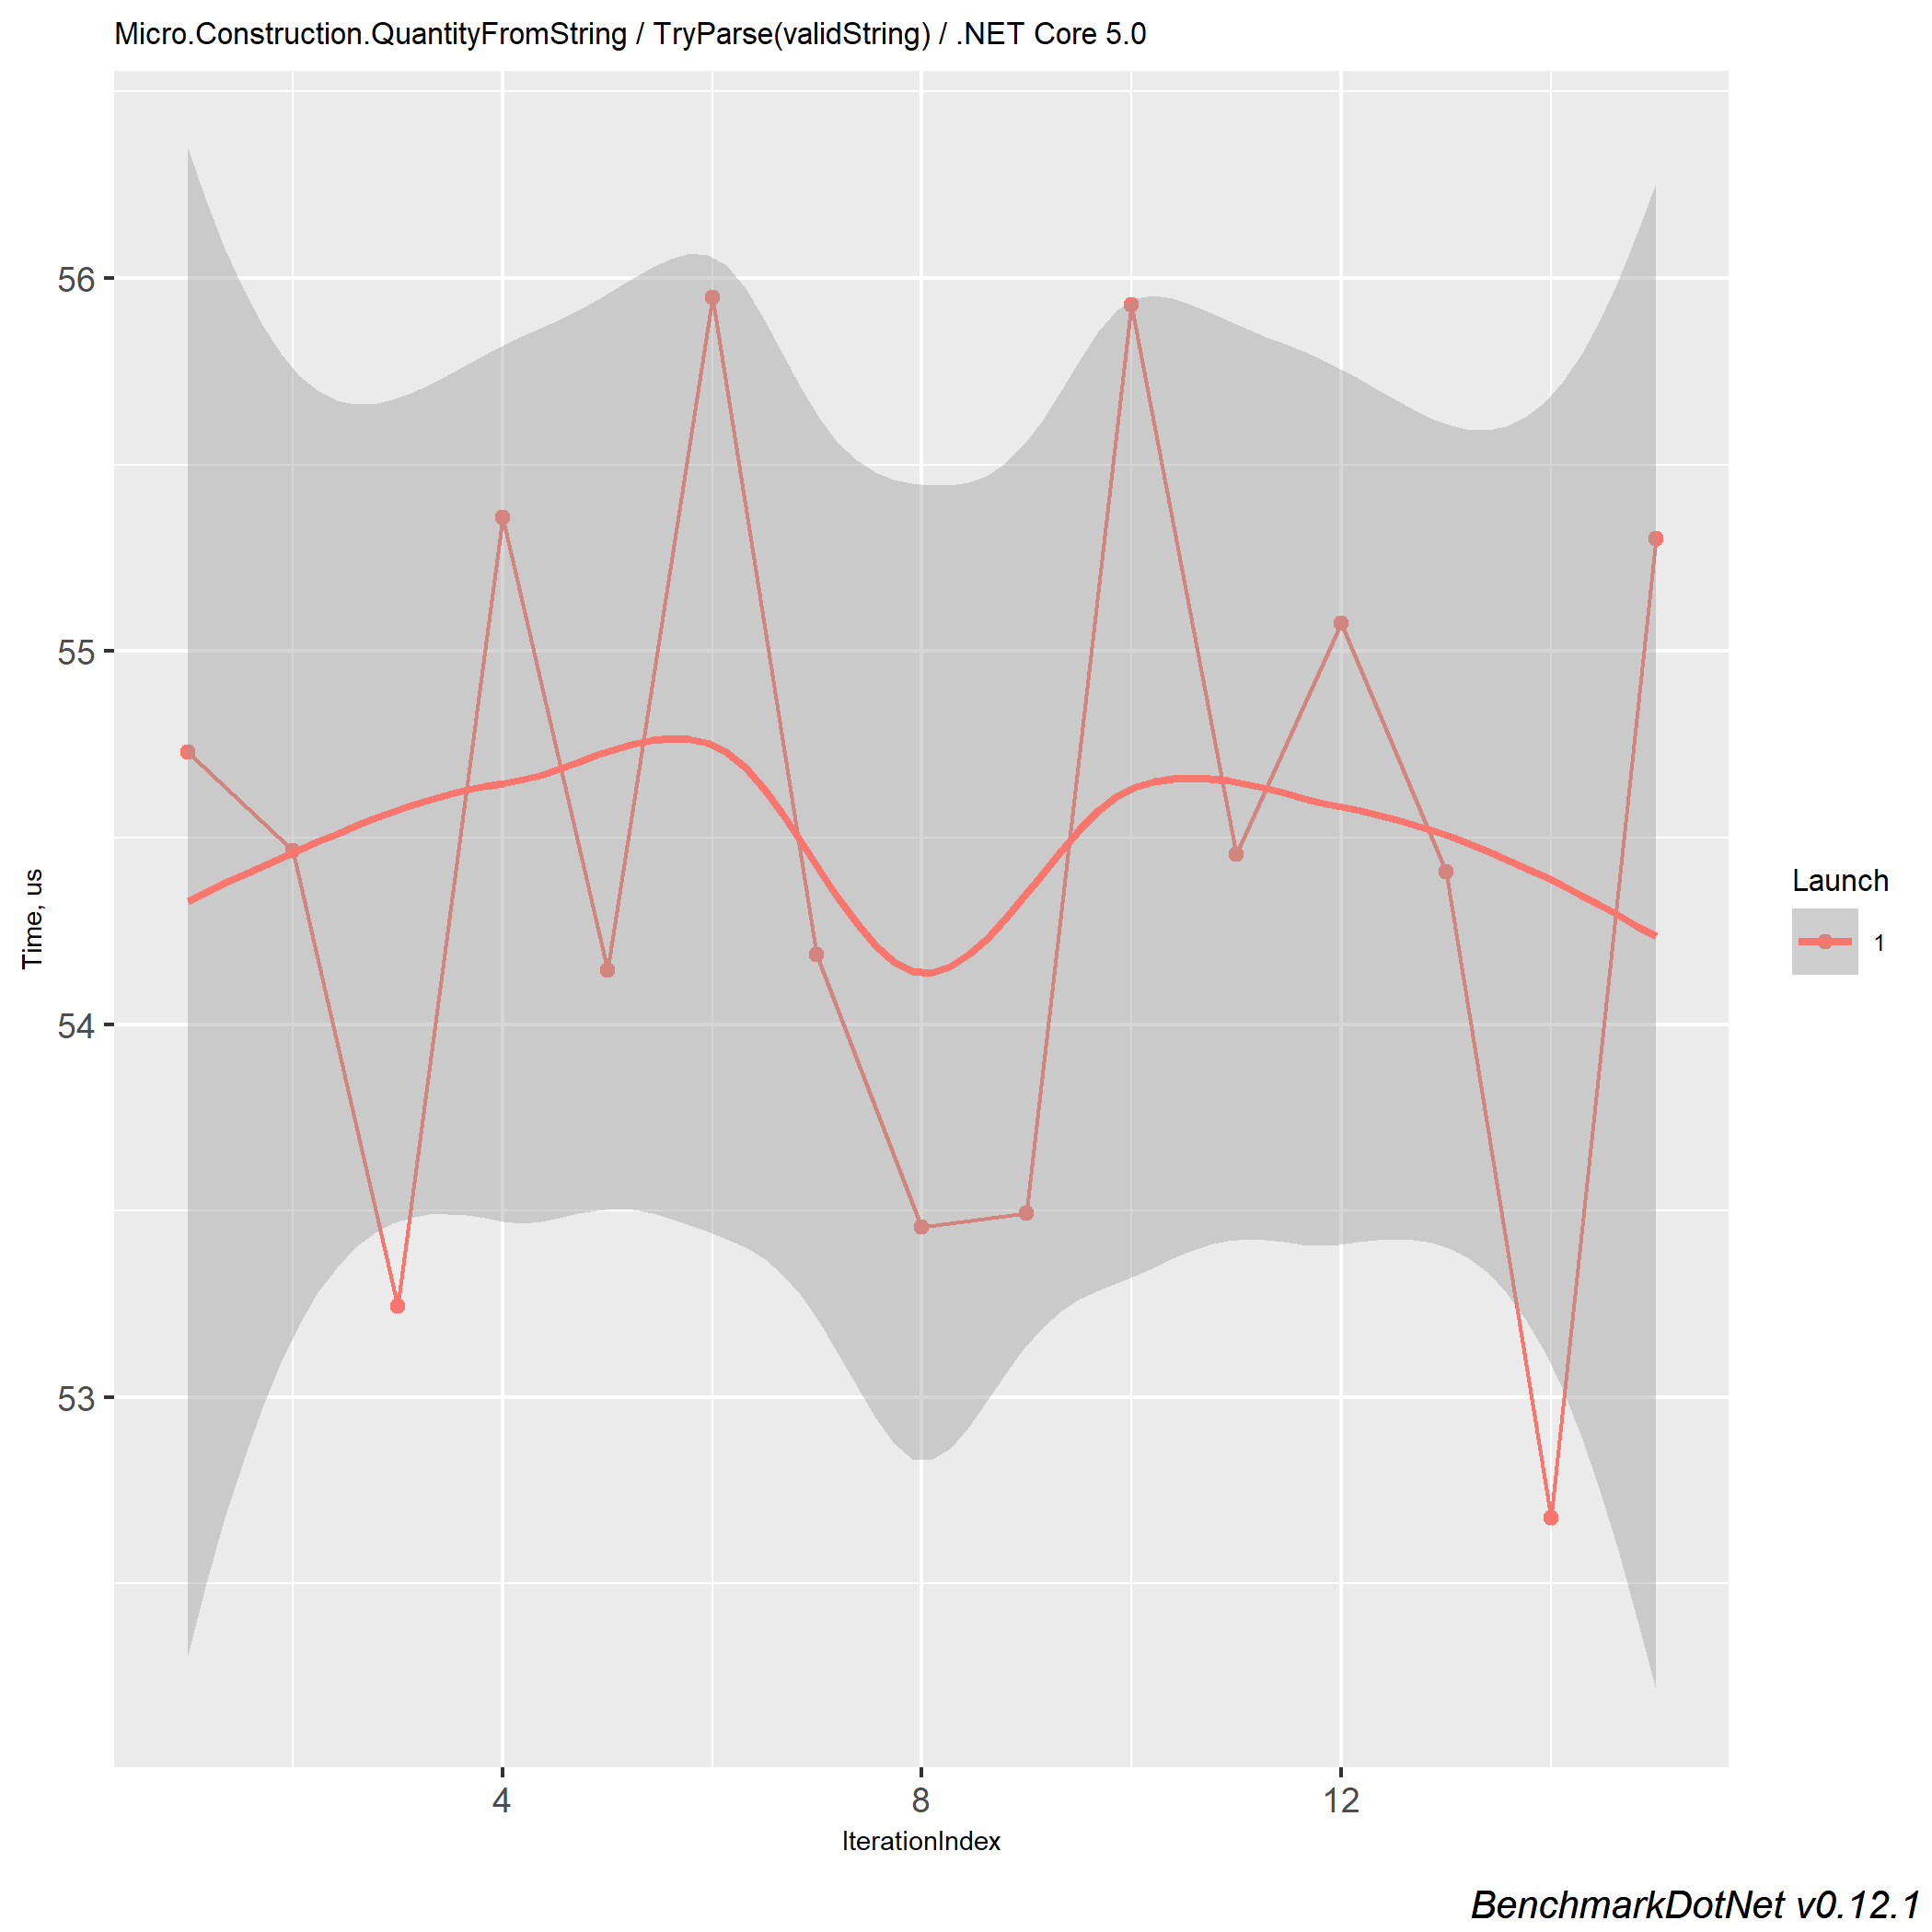 Micro.Construction.QuantityFromString / TryParse(validString) / .NET Core 5.0
56
55
54
53
Time, us
4
8
12
IterationIndex
Launch
1
BenchmarkDotNet v0.12.1